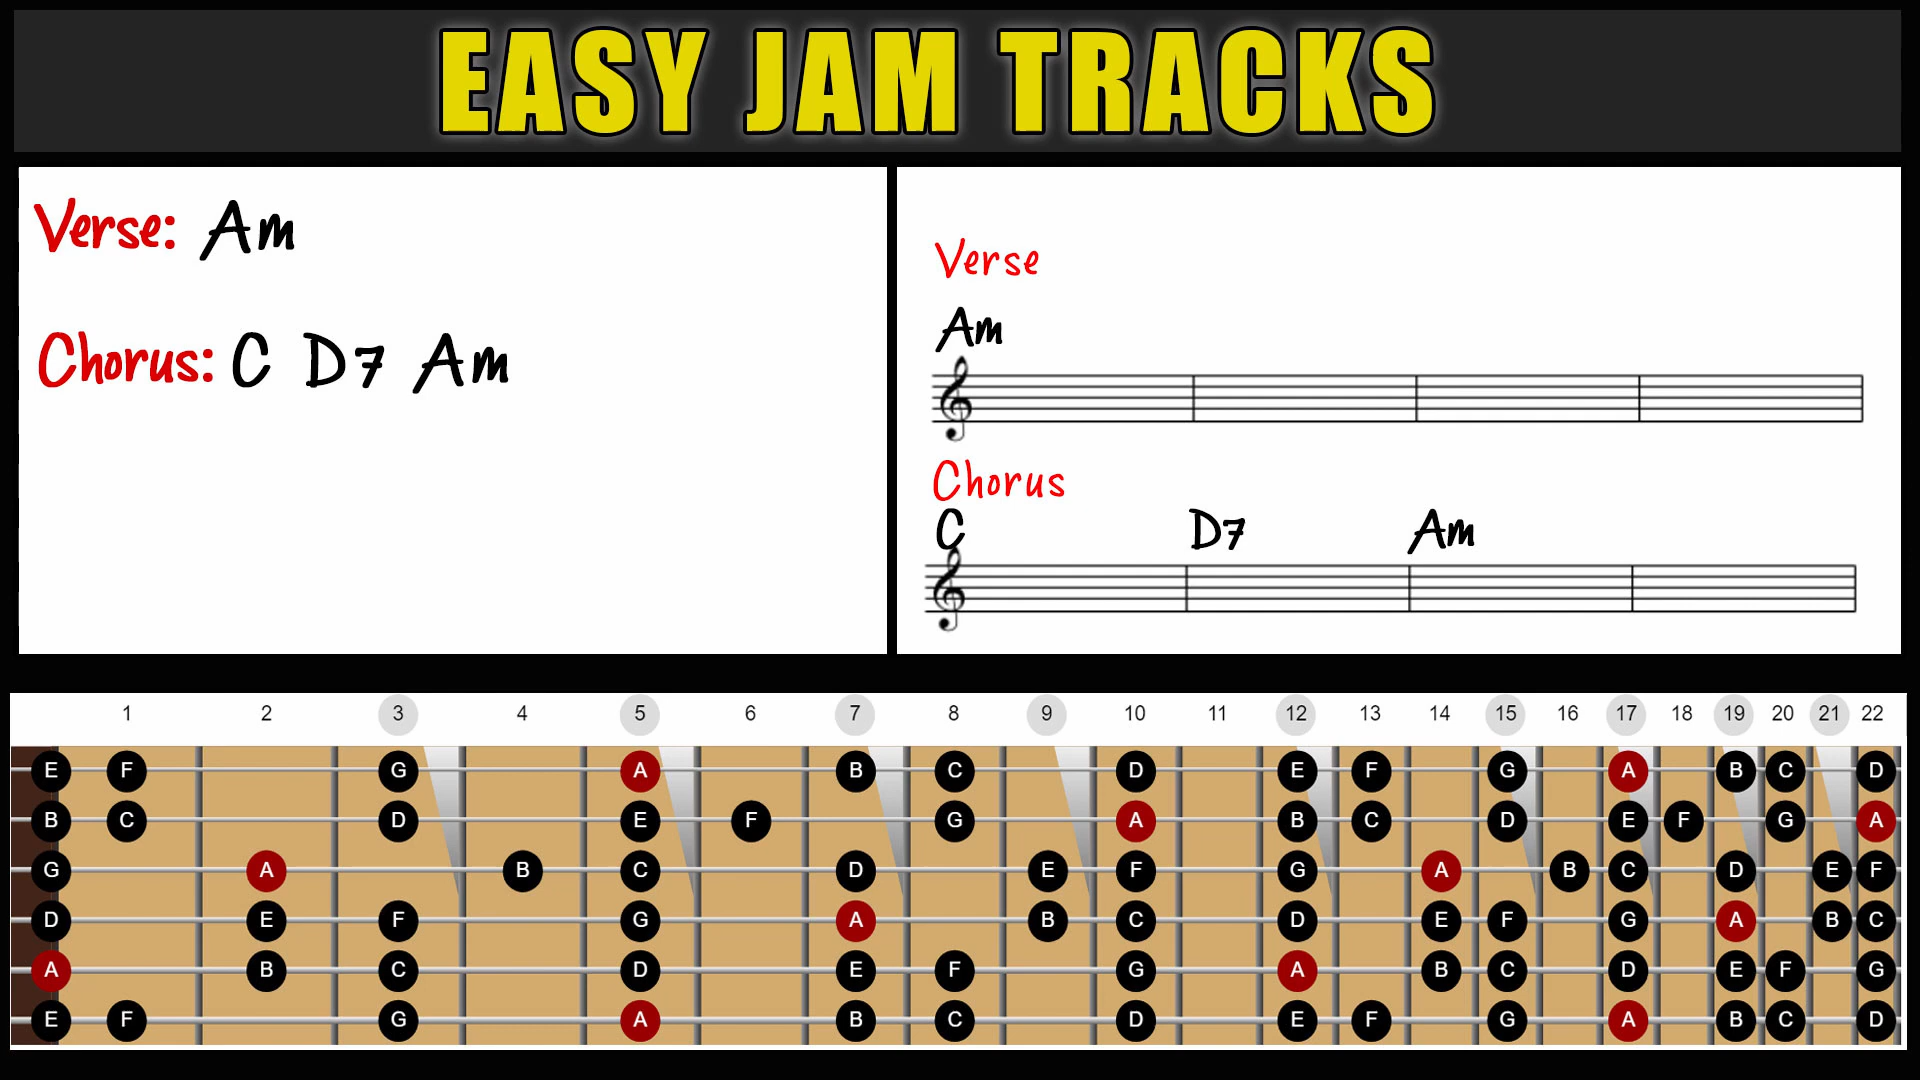 EASY JAM TRACKS
Verse: Am
Chorus: C D7 Am
Verse
Am
Chorus
C D7 Am
1 2 3 4 5 6 7 8 9 10 11 12 13 14 15 16 17 18 19 20 21 22
E F G A B C D E F G A B C D
B C D E F G A B C D E F G A
G A B C D E F G A B C D E F
D E F G A B C D E F G A B C
A B C D E F G A B C D E F G
E F G A B C D E F G A B C D